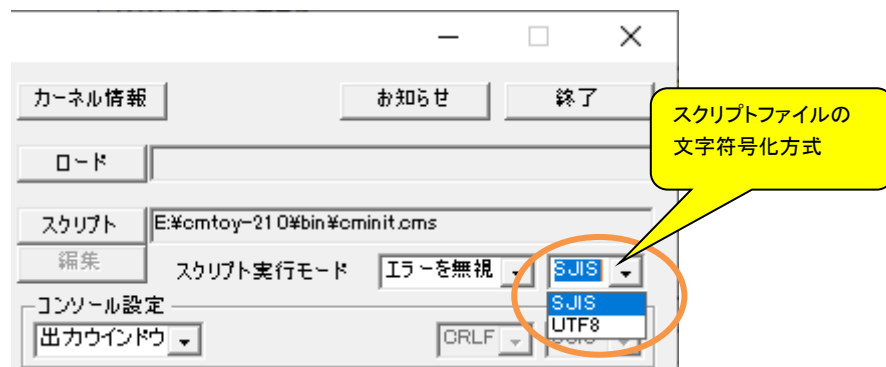 カーネル情報
お知らせ
終了
スクリプトファイルの
文字符号化方式
ロード
スクリプト
E:¥cmtoy-210¥bin¥cminit.cms
編集
スクリプト実行モード
エラーを無視
SJIS
SJIS
UTF8
コンソール設定
出力ウインドウ
CRLF